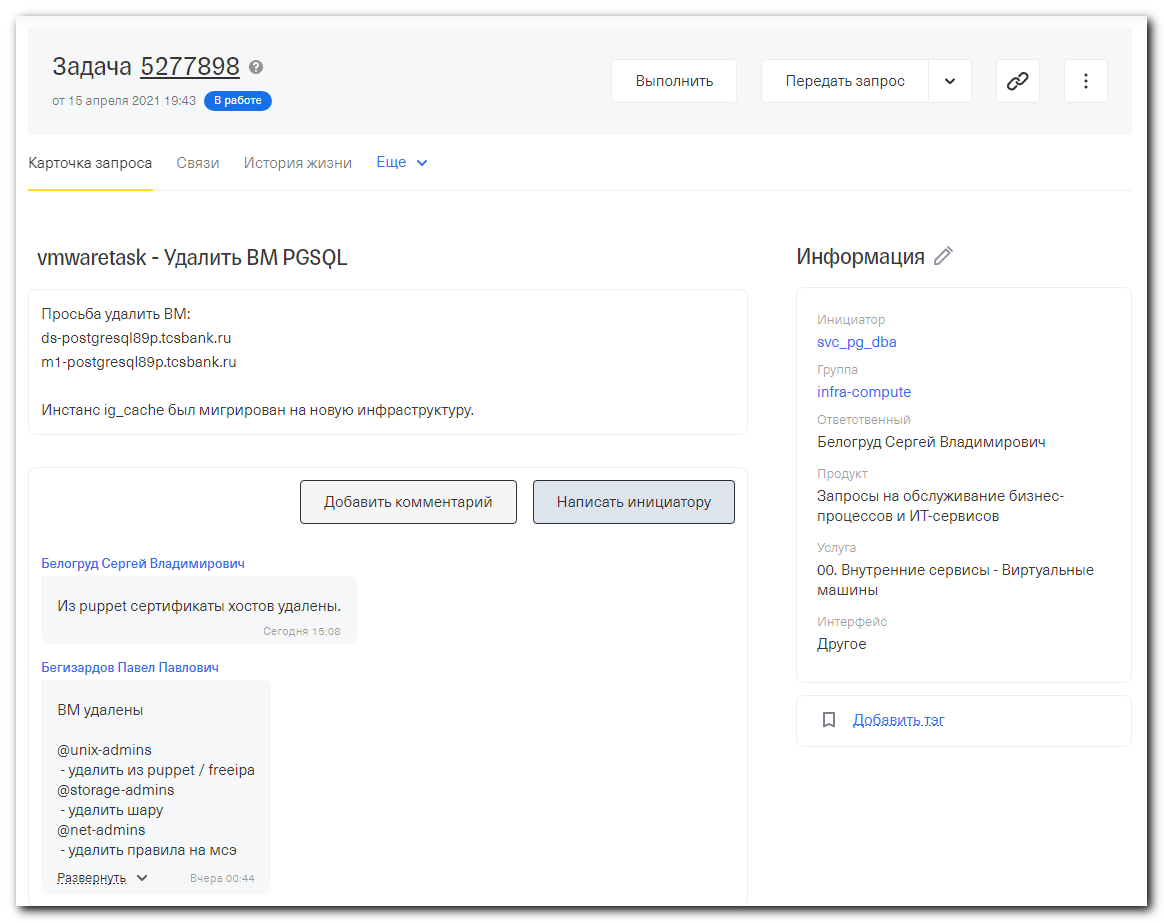 Задача 5277898 ?
от 15 апреля 2021 19:43 В работе
Выполнить
Передать запрос
Карточка запроса
Связи
История жизни
Еще
vmwaretask - Удалить ВМ PGSQL
Просьба удалить ВМ:
ds-postgresql89p.tcsbank.ru
m1-postgresql89p.tcsbank.ru
Инстанс ig_cache был мигрирован на новую инфраструктуру.
Добавить комментарий
Написать инициатору
Белогруд Сергей Владимирович
Из puppet сертификаты хостов удалены.
Сегодня 15:08
Бегизардов Павел Павлович
ВМ удалены
@unix-admins
- удалить из puppet / freeipa
@storage-admins
- удалить шару
@net-admins
- удалить правила на мсэ
Развернуть
Вчера 00:44
Информация
Инициатор
svc_pg_dba
Группа
infra-compute
Ответственный
Белогруд Сергей Владимирович
Продукт
Запросы на обслуживание бизнес-
процессов и ИТ-сервисов
Услуга
00. Внутренние сервисы - Виртуальные
машины
Интерфейс
Другое
Добавить тэг